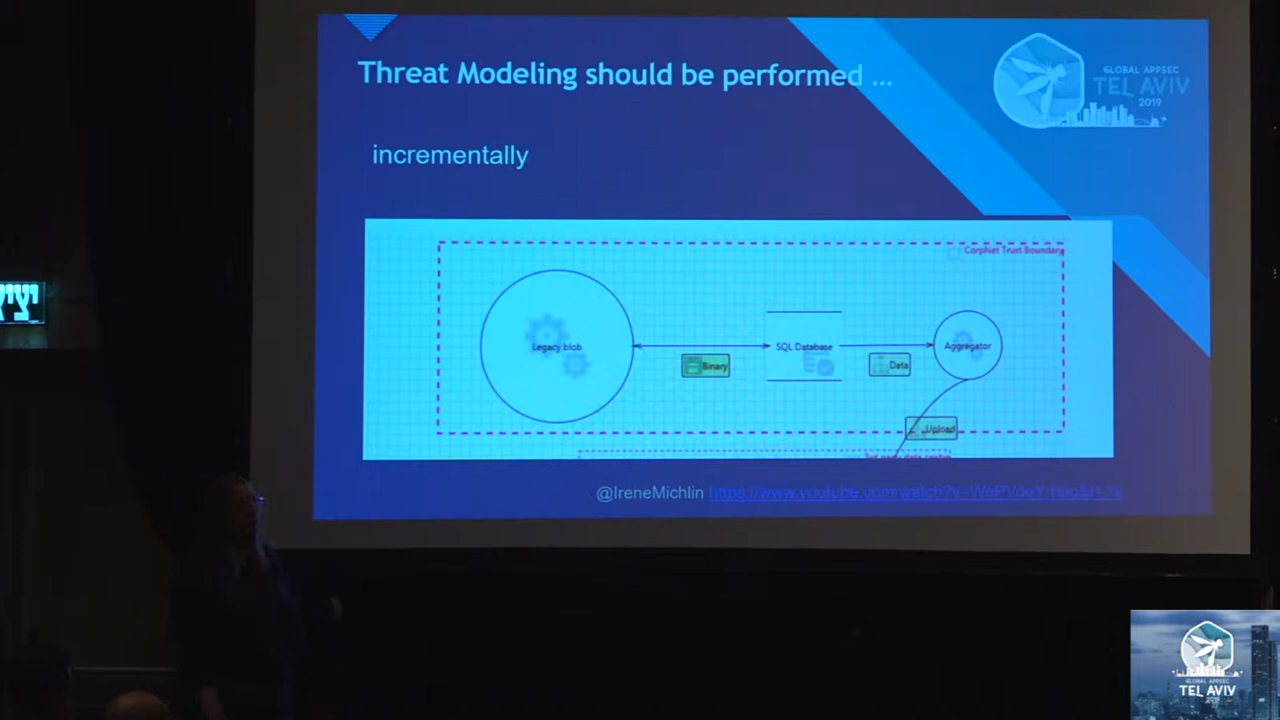 Threat Modeling should be performed ...
GLOBAL APPSEC
TEL AVIV
2019
incrementally
CorpNet Trust Boundary
Legacy blob
SQL Database
Aggregator
Binary
Data
Upload
@IreneMichlin
GLOBAL APPSEC
TEL AVIV
2019